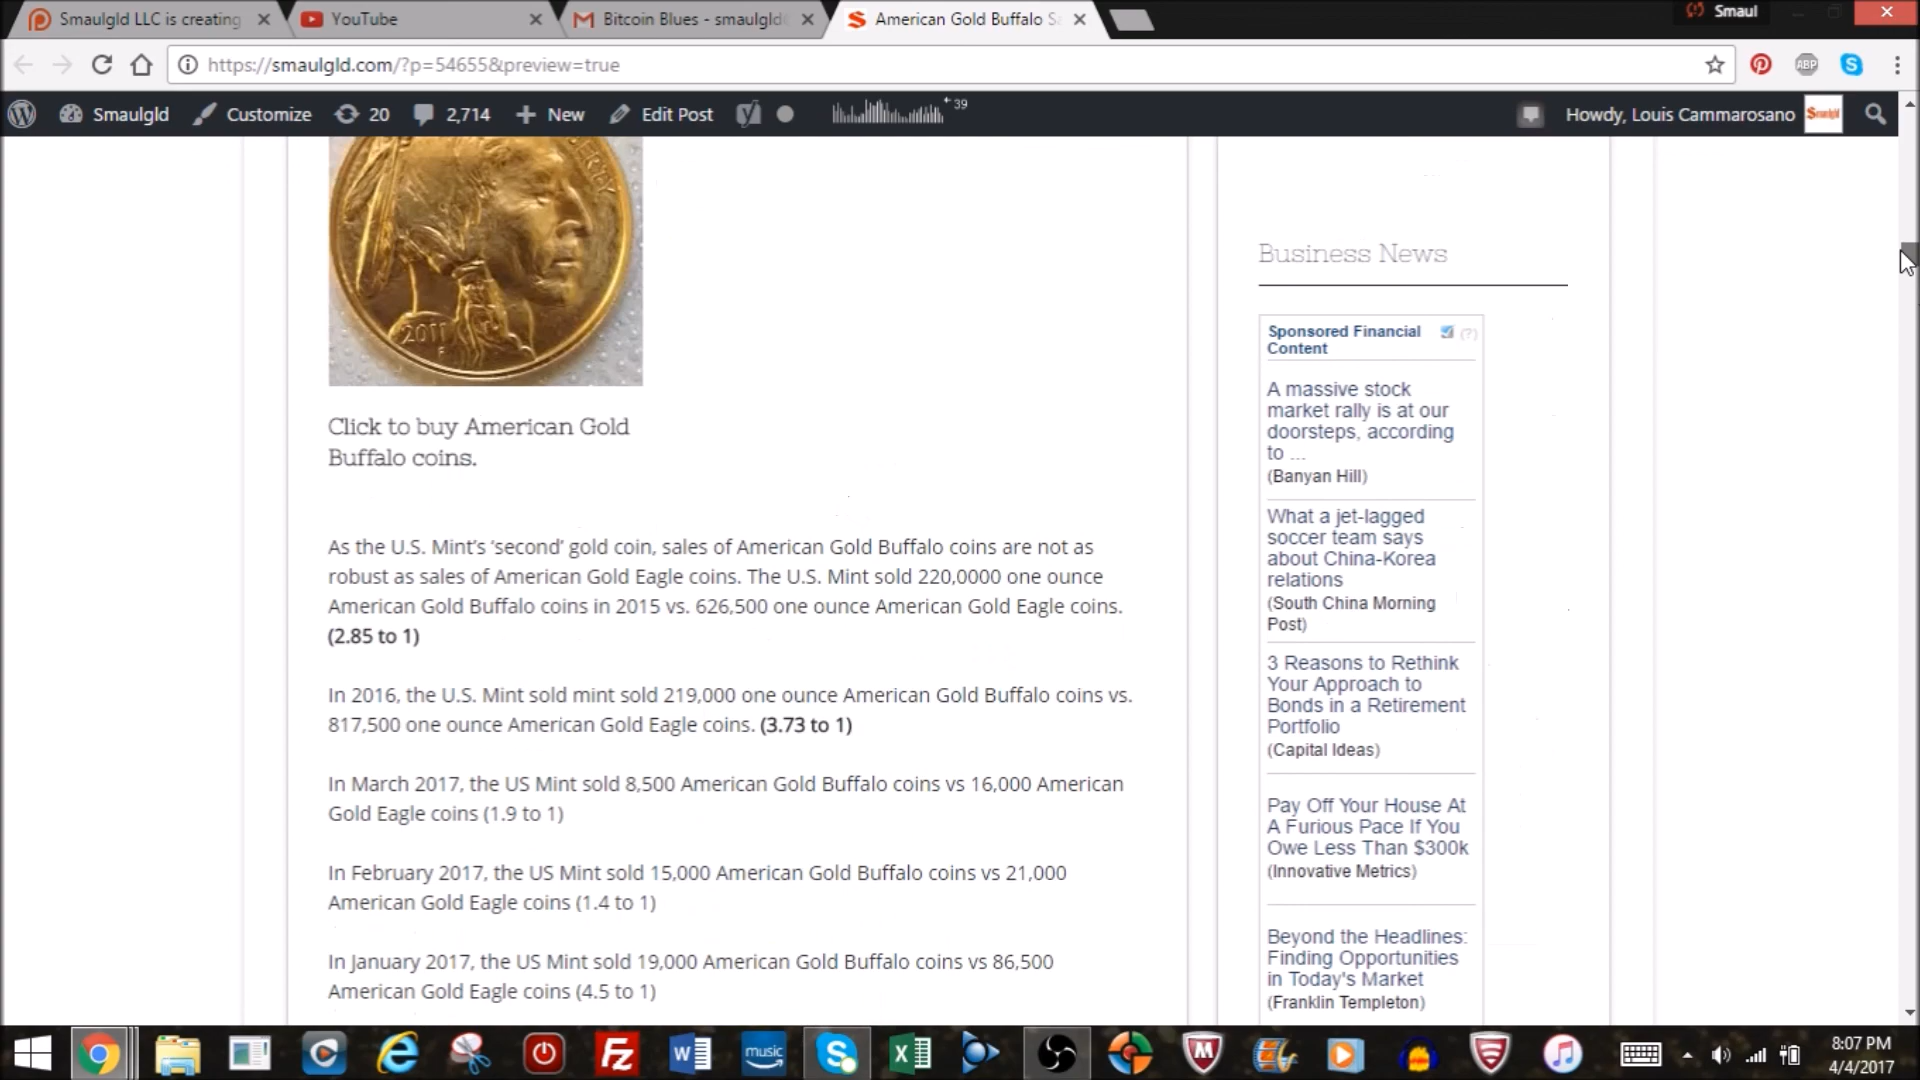 Smaulgld LLC is creating
YouTube
Bitcoin Blues - smaulgld
American Gold Buffalo Sa
Smaul
https://smaulgld.com/?p=54655&preview=true
ABP
Smaulgld
Customize
20
2,714
New
Edit Post
39
Howdy, Louis Cammarosano
Smaulgld
LIBERTY
2011
F
Click to buy American Gold
Buffalo coins.
As the U.S. Mint’s ‘second’ gold coin, sales of American Gold Buffalo coins are not as
robust as sales of American Gold Eagle coins. The U.S. Mint sold 220,0000 one ounce
American Gold Buffalo coins in 2015 vs. 626,500 one ounce American Gold Eagle coins.
(2.85 to 1)
In 2016, the U.S. Mint sold mint sold 219,000 one ounce American Gold Buffalo coins vs.
817,500 one ounce American Gold Eagle coins. (3.73 to 1)
In March 2017, the US Mint sold 8,500 American Gold Buffalo coins vs 16,000 American
Gold Eagle coins (1.9 to 1)
In February 2017, the US Mint sold 15,000 American Gold Buffalo coins vs 21,000
American Gold Eagle coins (1.4 to 1)
In January 2017, the US Mint sold 19,000 American Gold Buffalo coins vs 86,500
American Gold Eagle coins (4.5 to 1)
Business News
Sponsored Financial
Content
(?)
A massive stock
market rally is at our
doorsteps, according
to ...
(Banyan Hill)
What a jet-lagged
soccer team says
about China-Korea
relations
(South China Morning
Post)
3 Reasons to Rethink
Your Approach to
Bonds in a Retirement
Portfolio
(Capital Ideas)
Pay Off Your House At
A Furious Pace If You
Owe Less Than $300k
(Innovative Metrics)
Beyond the Headlines:
Finding Opportunities
in Today's Market
(Franklin Templeton)
music
8:07 PM
4/4/2017